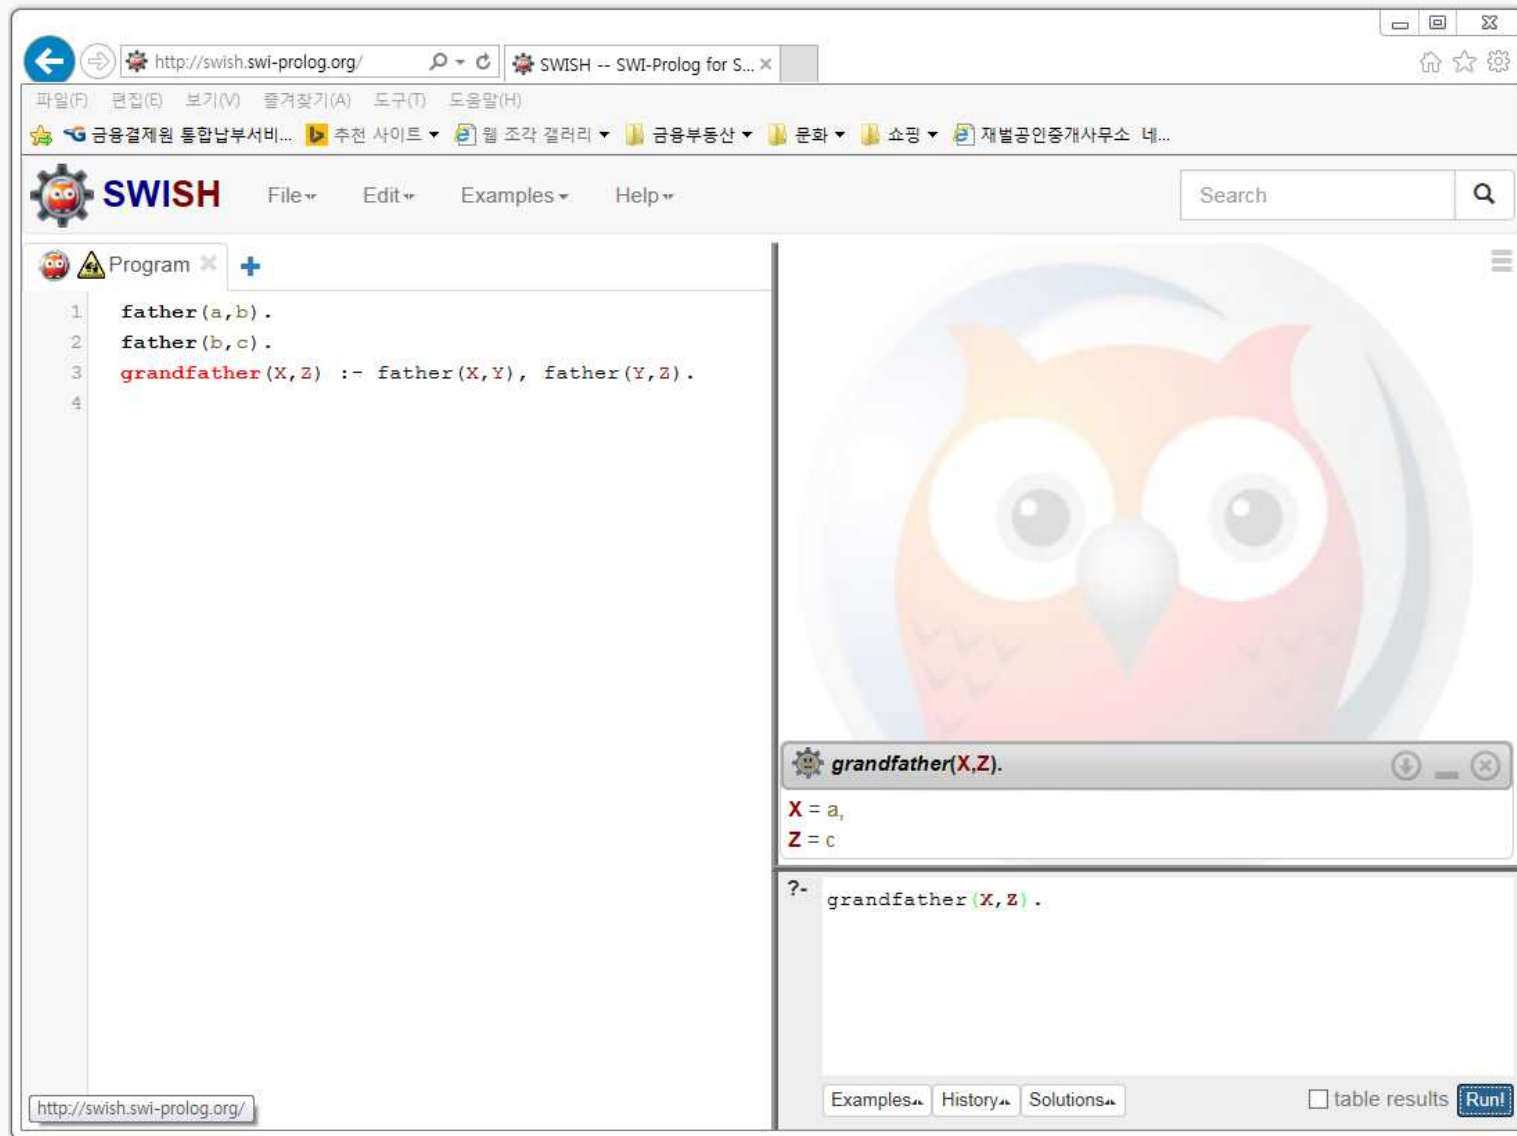 http://swish.swi-prolog.org/ SWISH -- SWI-Prolog for S...
파일(F) 편집(E) 보기(V) 즐겨찾기(A) 도구(T) 도움말(H)
금융결제원 통합납부서비... 추천 사이트 웹 조각 갤러리 금융부동산 문화 쇼핑 재벌공인중개사무소 네...
SWISH File Edit Examples Help Search
Program
1 father(a,b).
2 father(b,c).
3 grandfather(X,Z) :- father(X,Y), father(Y,Z).
4
grandfather(X,Z).
X = a,
Z = c
?- grandfather(X,Z).
Examples History Solutions table results Run!
http://swish.swi-prolog.org/